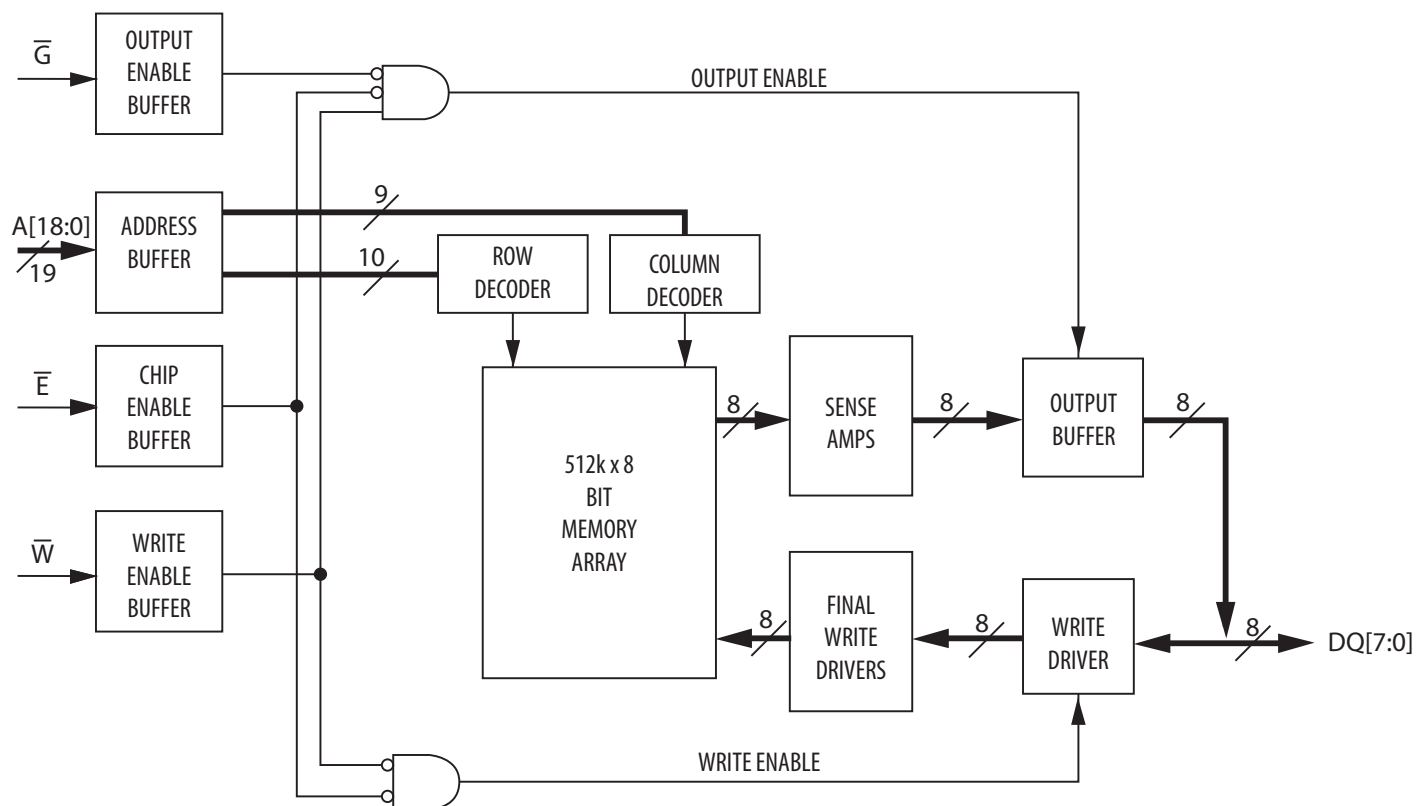 G̅
OUTPUT
ENABLE
BUFFER
OUTPUT ENABLE
A[18:0]
19
ADDRESS
BUFFER
9
10
ROW
DECODER
COLUMN
DECODER
E̅
CHIP
ENABLE
BUFFER
512k x 8
BIT
MEMORY
ARRAY
8
SENSE
AMPS
8
OUTPUT
BUFFER
8
W̅
WRITE
ENABLE
BUFFER
8
FINAL
WRITE
DRIVERS
8
WRITE
DRIVER
8
DQ[7:0]
WRITE ENABLE